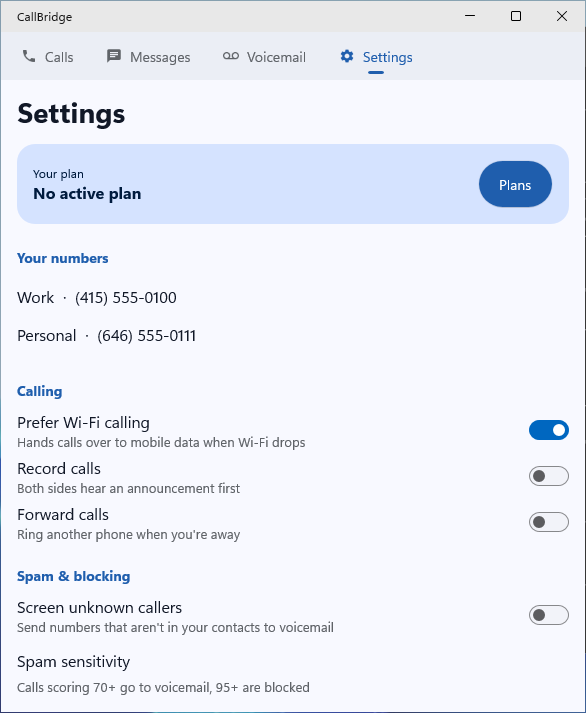 CallBridge
Calls
Messages
Voicemail
Settings
Settings
Your plan
No active plan
Plans
Your numbers
Work · (415) 555-0100
Personal · (646) 555-0111
Calling
Prefer Wi-Fi calling
Hands calls over to mobile data when Wi-Fi drops
Record calls
Both sides hear an announcement first
Forward calls
Ring another phone when you're away
Spam & blocking
Screen unknown callers
Send numbers that aren't in your contacts to voicemail
Spam sensitivity
Calls scoring 70+ go to voicemail, 95+ are blocked